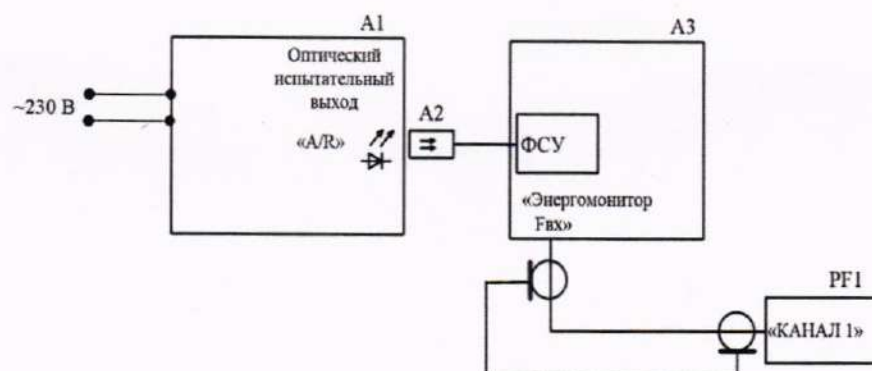 A1
A3
Оптический
испытательный
выход
~230 В
A2
«A/R»
ФСУ
«Энергомонитор
Fвх»
PF1
«КАНАЛ 1»